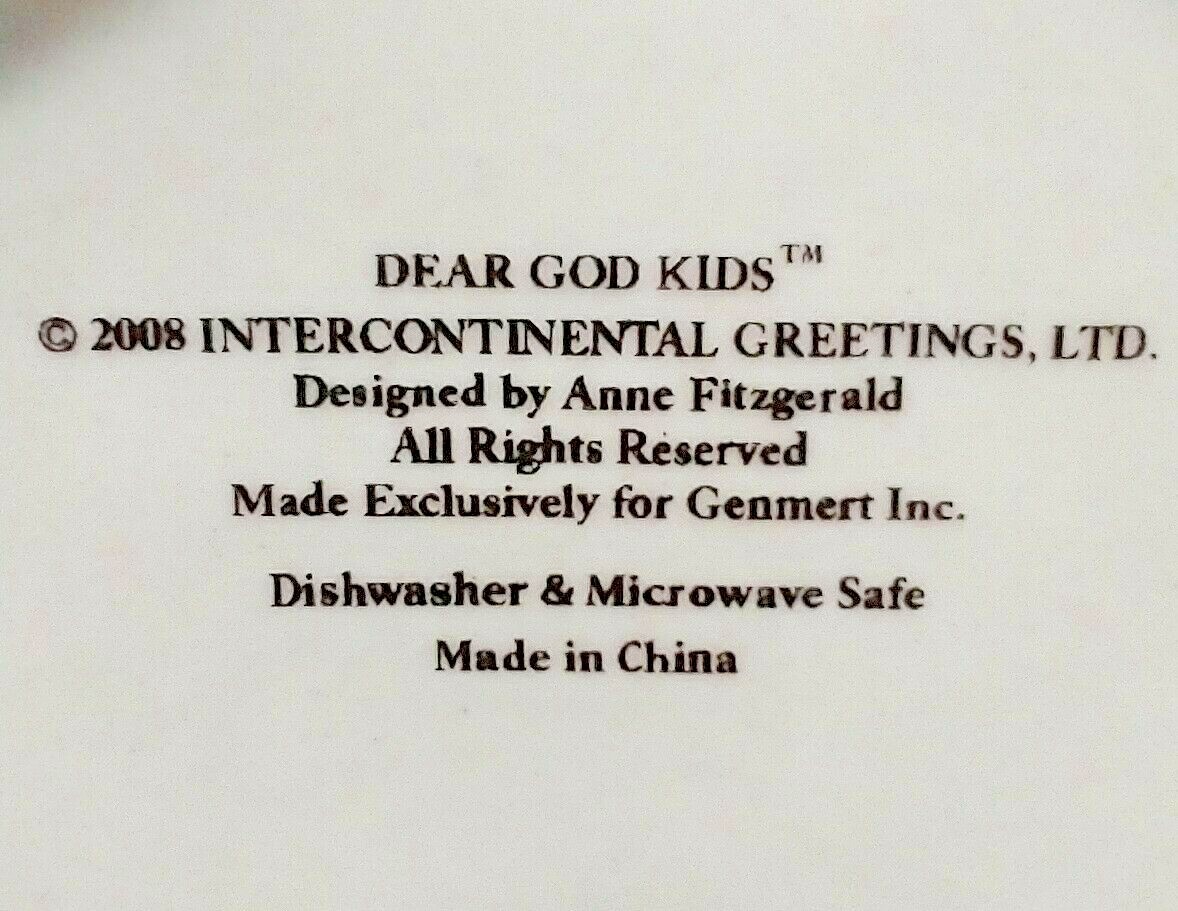 DEAR GOD KIDS™
© 2008 INTERCONTINENTAL GREETINGS, LTD.
Designed by Anne Fitzgerald
All Rights Reserved
Made Exclusively for Genmert Inc.
Dishwasher & Microwave Safe
Made in China